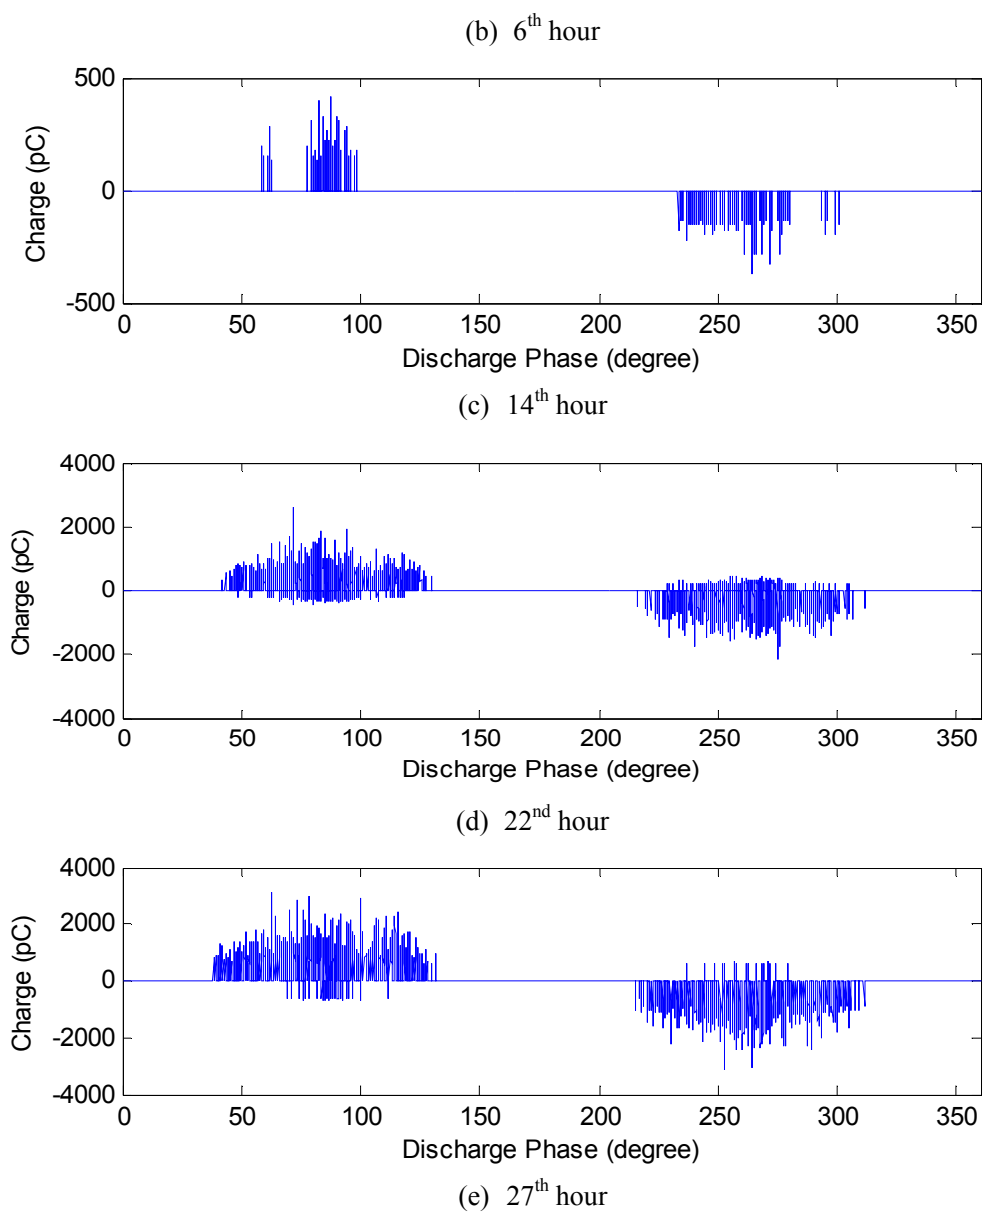 (b) 6th hour
500
0
-500
Charge (pC)
0 50 100 150 200 250 300 350
Discharge Phase (degree)
(c) 14th hour
4000
2000
0
-2000
-4000
Charge (pC)
0 50 100 150 200 250 300 350
Discharge Phase (degree)
(d) 22nd hour
4000
2000
0
-2000
-4000
Charge (pC)
0 50 100 150 200 250 300 350
Discharge Phase (degree)
(e) 27th hour